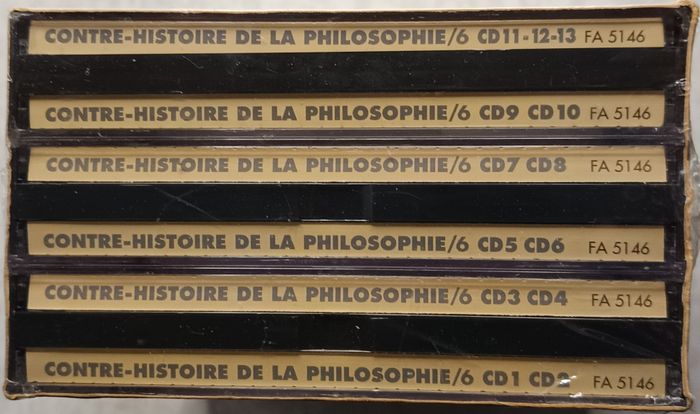 CONTRE-HISTOIRE DE LA PHILOSOPHIE/6 CD11-12-13 FA 5146
CONTRE-HISTOIRE DE LA PHILOSOPHIE/6 CD9 CD10 FA 5146
CONTRE-HISTOIRE DE LA PHILOSOPHIE/6 CD7 CD8 FA 5146
CONTRE-HISTOIRE DE LA PHILOSOPHIE/6 CD5 CD6 FA 5146
CONTRE-HISTOIRE DE LA PHILOSOPHIE/6 CD3 CD4 FA 5146
CONTRE-HISTOIRE DE LA PHILOSOPHIE/6 CD1 CD2 FA 5146